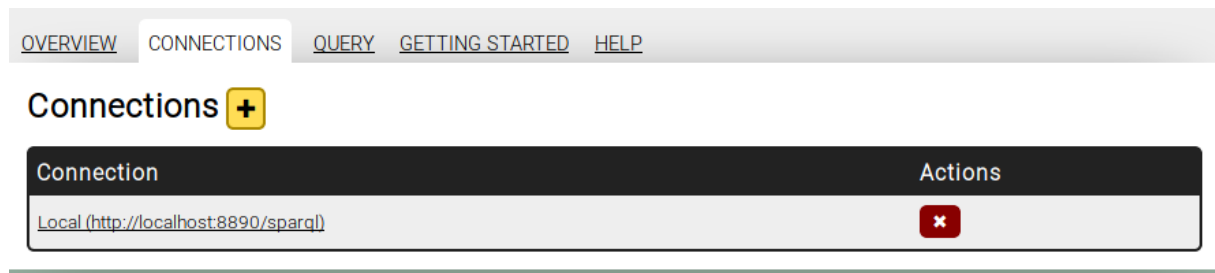 OVERVIEW CONNECTIONS QUERY GETTING STARTED HELP
Connections +
Connection Actions
Local (http://localhost:8890/sparql)